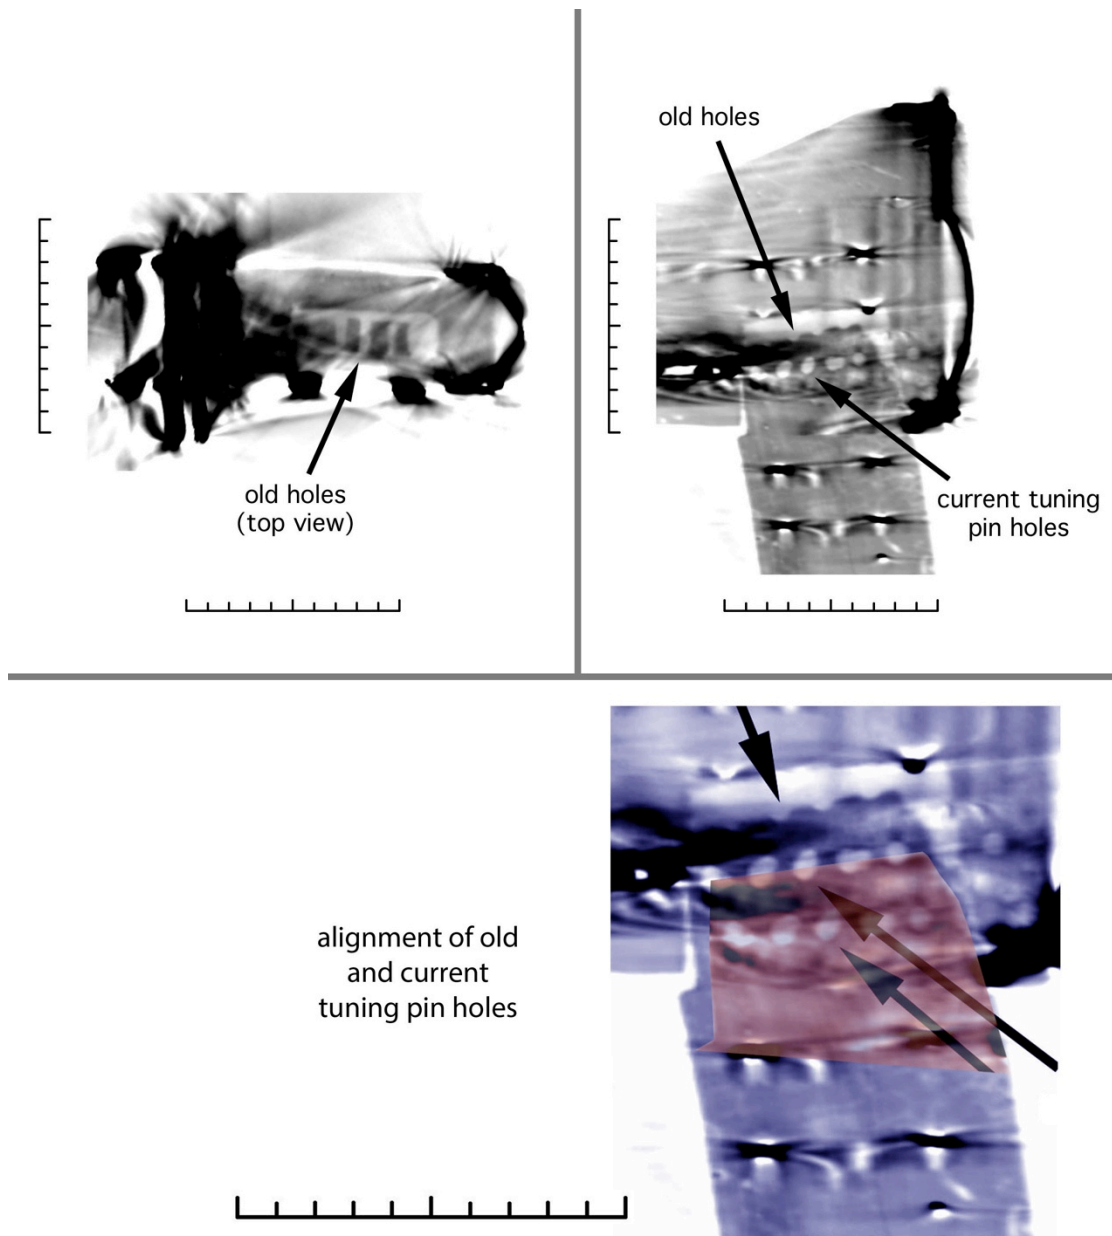 old holes
(top view)
old holes
current tuning
pin holes
alignment of old
and current
tuning pin holes